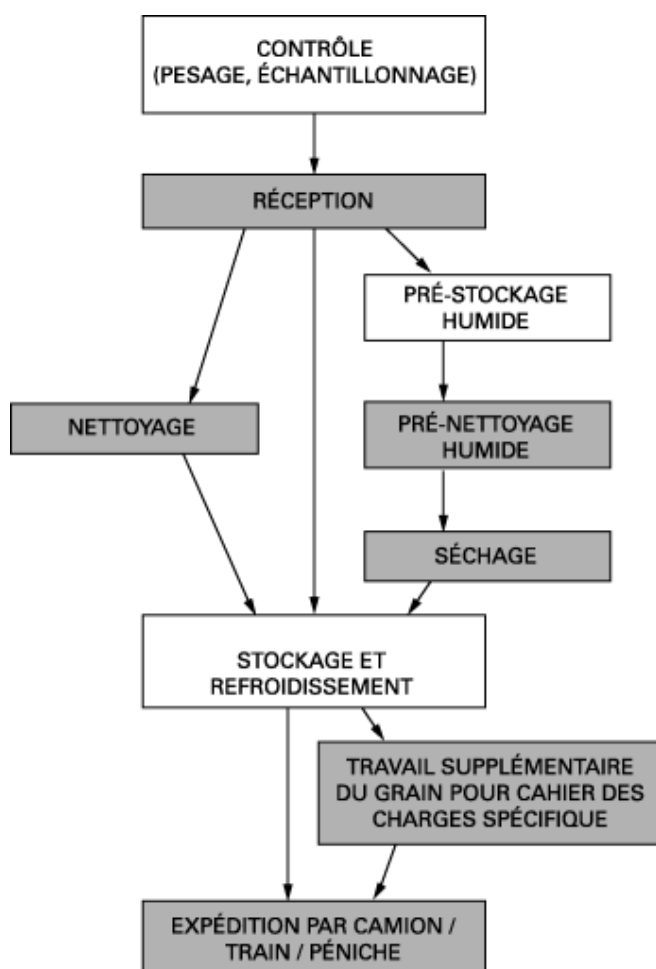 CONTRÔLE
(PESAGE, ÉCHANTILLONNAGE)
RÉCEPTION
PRÉ-STOCKAGE
HUMIDE
NETTOYAGE
PRÉ-NETTOYAGE
HUMIDE
SÉCHAGE
STOCKAGE ET
REFROIDISSEMENT
TRAVAIL SUPPLÉMENTAIRE
DU GRAIN POUR CAHIER DES
CHARGES SPÉCIFIQUE
EXPÉDITION PAR CAMION /
TRAIN / PÉNICHE